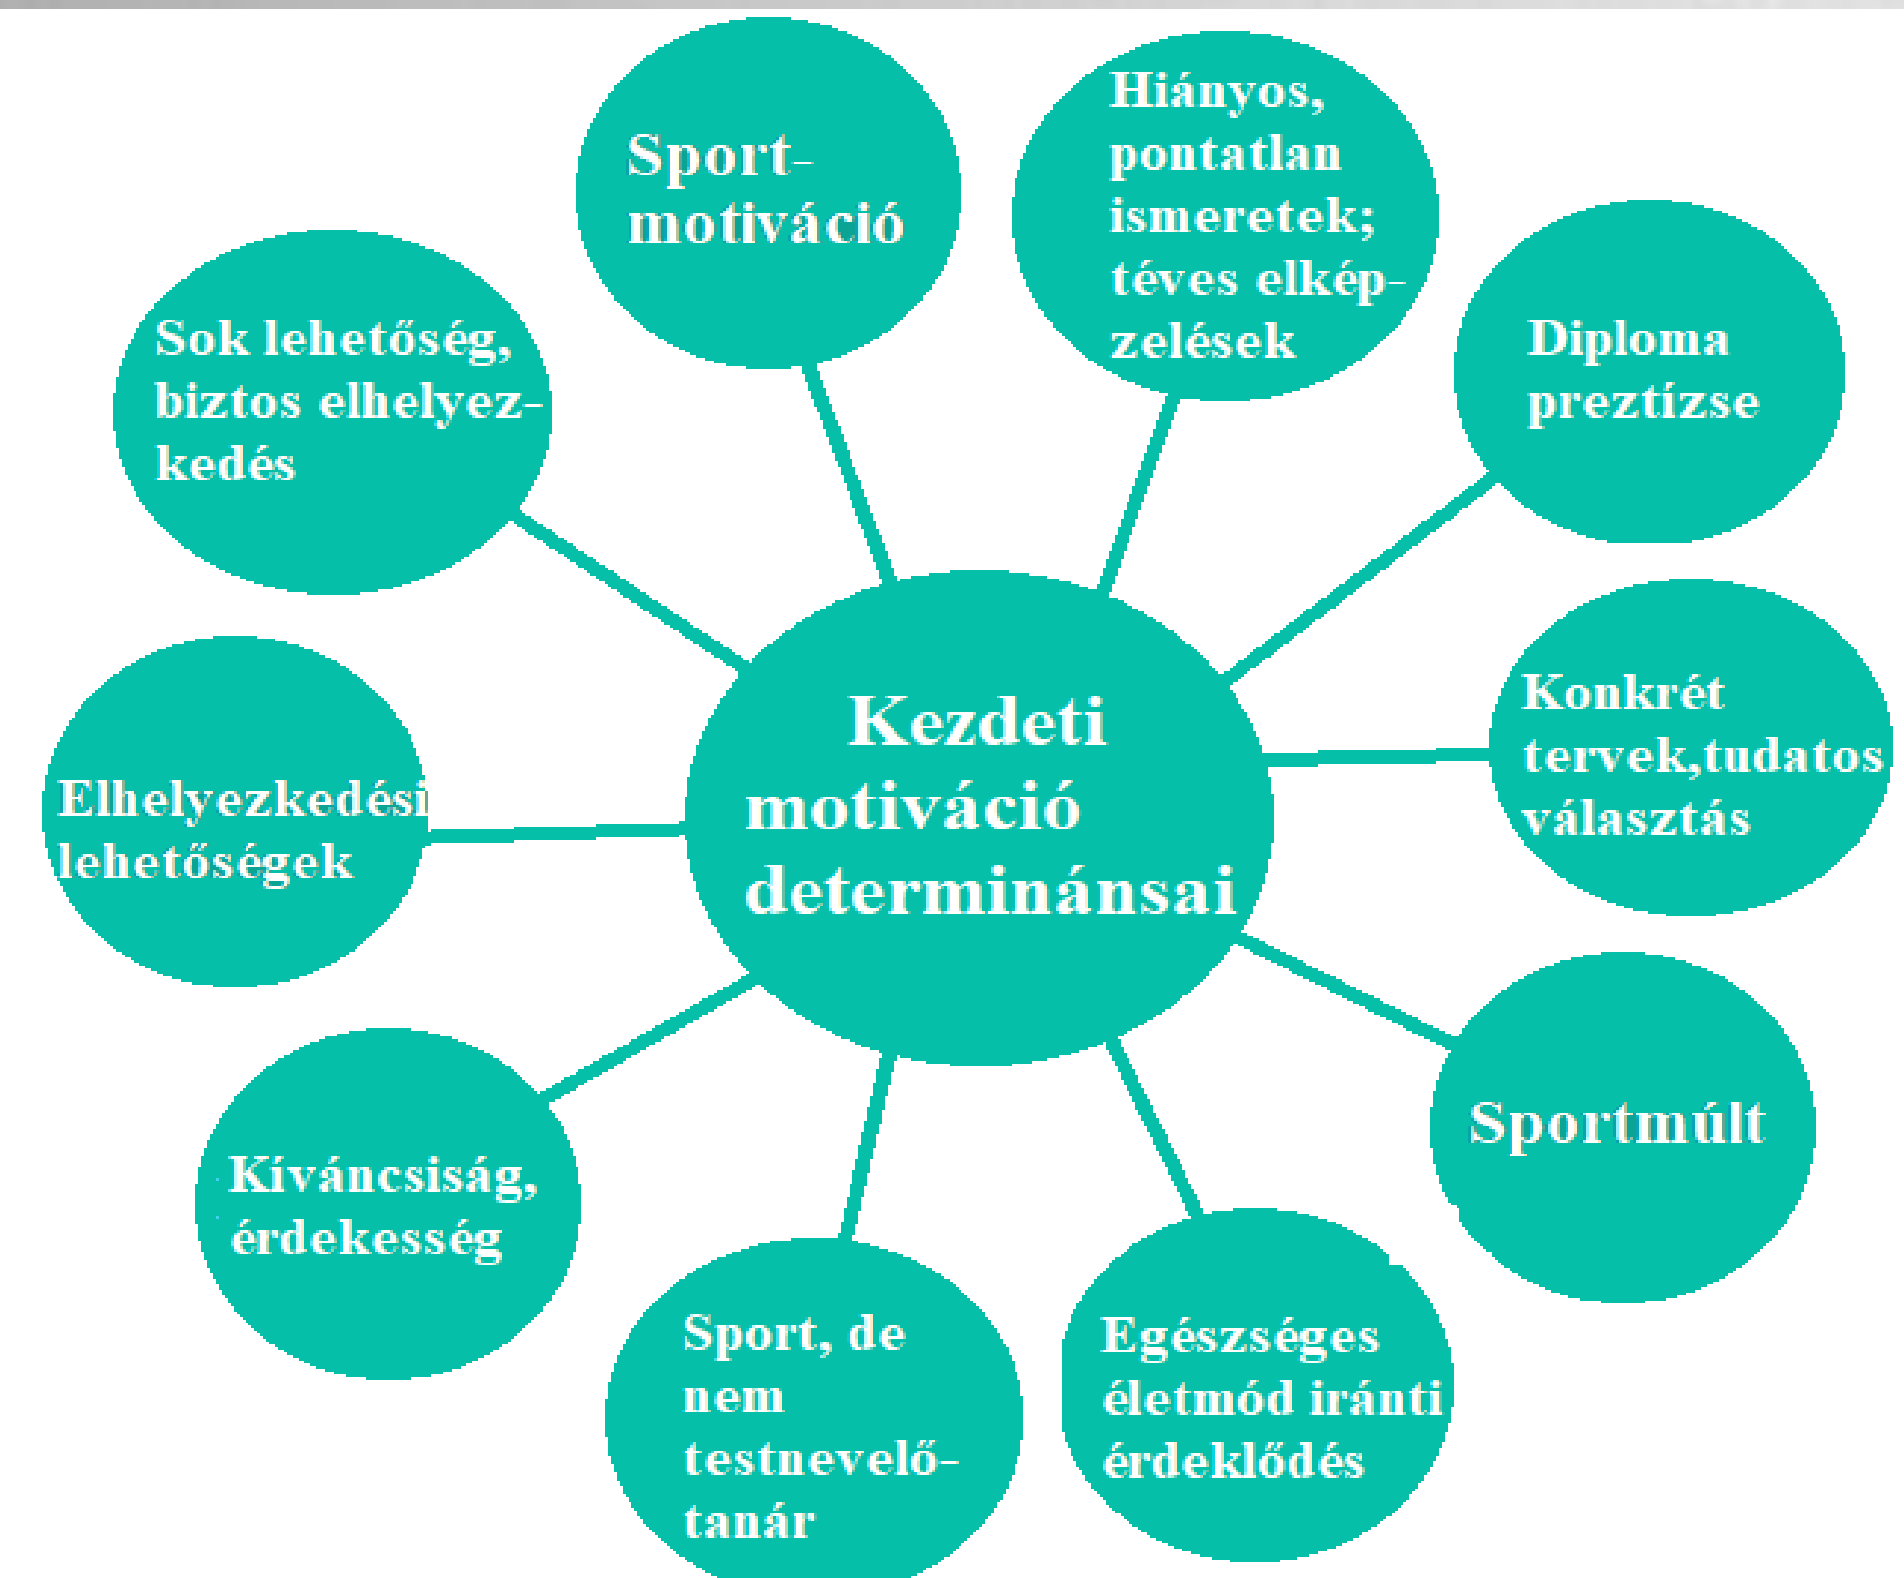 Sport-
motiváció
Hiányos,
pontatlan
ismeretek;
téves elkép-
zelések
Diploma
preztízse
Konkrét
tervek,tudatos
választás
Sportmúlt
Egészséges
életmód iránti
érdeklődés
Sport, de
nem
testnevelő-
tanár
Kíváncsiság,
érdekesség
Elhelyezkedési
lehetőségek
Sok lehetőség,
biztos elhelyez-
kedés
Kezdeti
motiváció
determinánsai